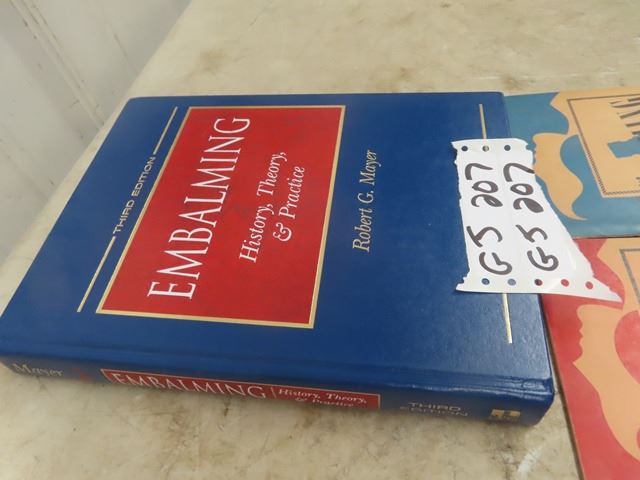 THIRD EDITION
EMBALMING
History, Theory,
& Practice
Robert G. Mayer
GS 207
GS 207
Mayer
EMBALMING
History, Theory,
& Practice
THIRD
EDITION